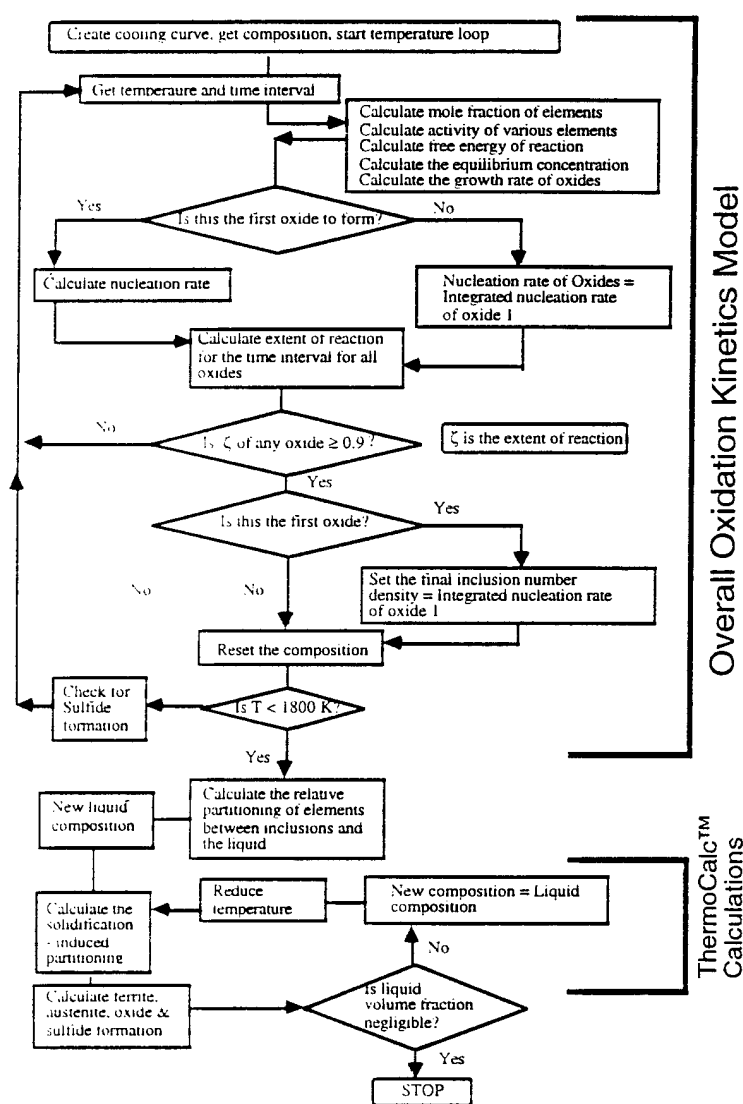 Create cooling curve, get composition, start temperature loop
Get temperaure and time interval
Calculate mole fraction of elements
Calculate activity of various elements
Calculate free energy of reaction
Calculate the equilibrium concentration
Calculate the growth rate of oxides
Yes
Is this the first oxide to form?
No
Calculate nucleation rate
Nucleation rate of Oxides =
Integrated nucleation rate
of oxide 1
Calculate extent of reaction
for the time interval for all
oxides
No
Is ζ of any oxide ≥ 0.9 ?
ζ is the extent of reaction
Yes
Is this the first oxide?
Yes
No
No
Set the final inclusion number
density = Integrated nucleation rate
of oxide 1
Reset the composition
Check for
Sulfide
formation
Is T < 1800 K?
Yes
Overall Oxidation Kinetics Model
New liquid
composition
Calculate the relative
partitioning of elements
between inclusions and
the liquid
Calculate the
solidification
- induced
partitioning
Reduce
temperature
New composition = Liquid
composition
No
Calculate ferrite,
austenite, oxide &
sulfide formation
Is liquid
volume fraction
negligible?
Yes
STOP
ThermoCalc™
Calculations